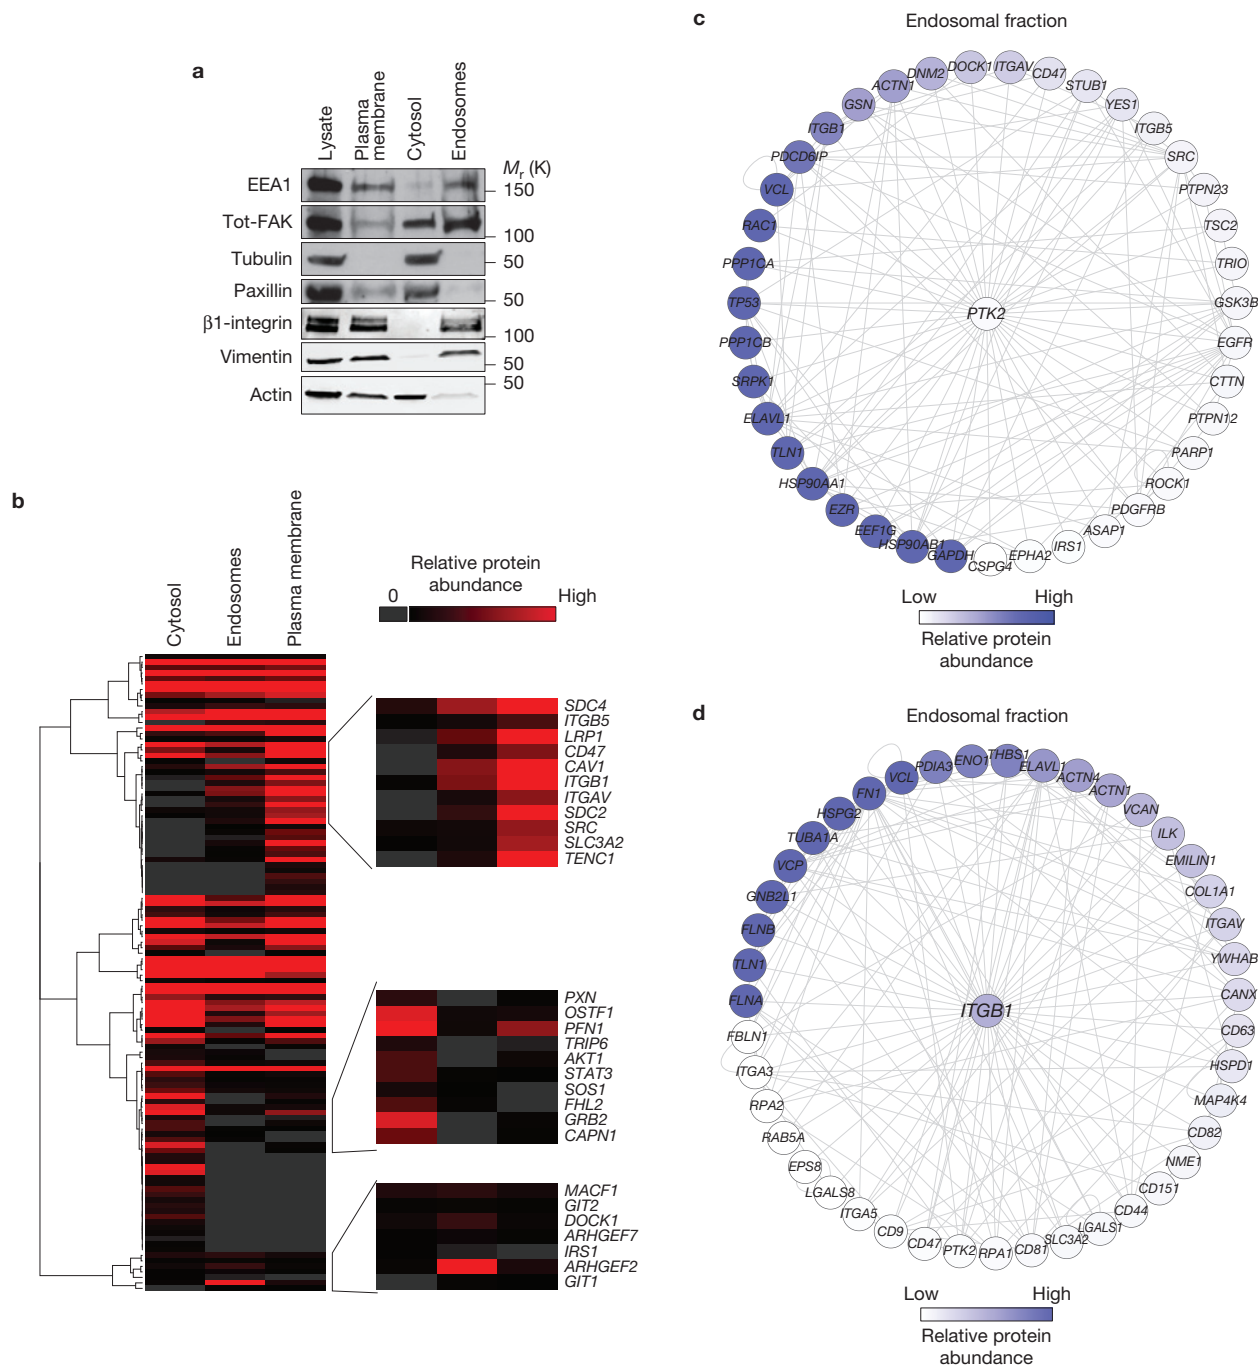 a
Lysate
Plasma
membrane
Cytosol
Endosomes
Mr (K)
EEA1
150
Tot-FAK
100
Tubulin
50
Paxillin
50
β1-integrin
100
Vimentin
50
50
Actin
b
Cytosol
Endosomes
Plasma membrane
Relative protein
abundance
0
High
SDC4
ITGB5
LRP1
CD47
CAV1
ITGB1
ITGAV
SDC2
SRC
SLC3A2
TENC1
PXN
OSTF1
PFN1
TRIP6
AKT1
STAT3
SOS1
FHL2
GRB2
CAPN1
MACF1
GIT2
DOCK1
ARHGEF7
IRS1
ARHGEF2
GIT1
c
Endosomal fraction
DOCK1
ITGAV
CD47
STUB1
YES1
ITGB5
SRC
PTPN23
TSC2
TRIO
GSK3B
EGFR
CTTN
PTPN12
PARP1
ROCK1
PDGFRB
ASAP1
IRS1
EPHA2
CSPG4
GAPDH
HSP90AB1
EEF1G
EZR
HSP90AA1
TLN1
ELAVL1
SRPK1
PPP1CB
TP53
PPP1CA
RAC1
VCL
PDCD6IP
ITGB1
GSN
ACTN1
DNM2
PTK2
Low
High
Relative protein
abundance
d
Endosomal fraction
THBS1
ELAVL1
ACTN4
ACTN1
VCAN
ILK
EMILIN1
COL1A1
ITGAV
YWHAB
CANX
CD63
HSPD1
MAP4K4
CD82
NME1
CD151
CD44
LGALS1
SLC3A2
CD81
RPA1
PTK2
CD47
CD9
ITGA5
LGALS8
EPS8
RAB5A
RPA2
ITGA3
FBLN1
FLNA
TLN1
FLNB
GNB2L1
VCP
TUBA1A
HSPG2
FN1
VCL
PDIA3
ENO1
ITGB1
Low
High
Relative protein
abundance